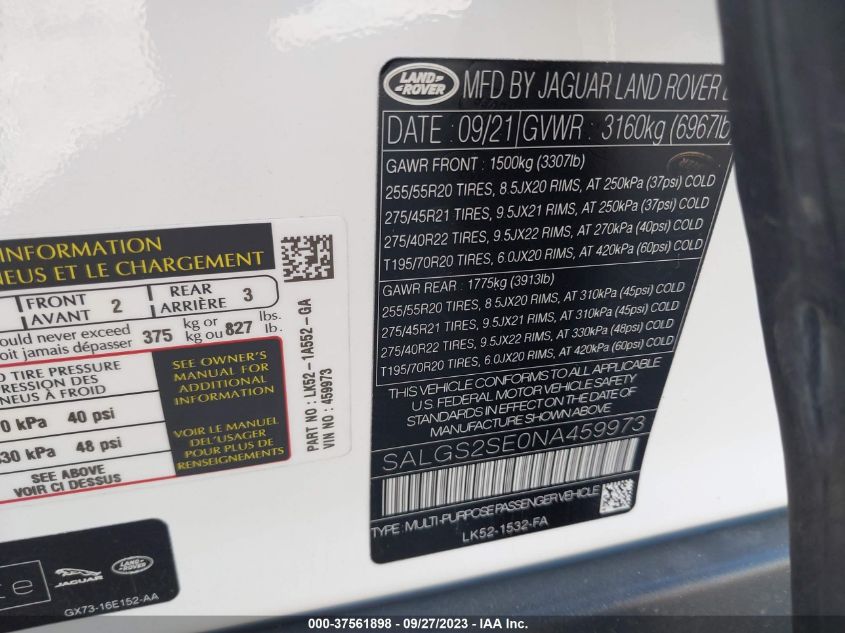 INFORMATION
NEUS ET LE CHARGEMENT
FRONT
AVANT 2
REAR
ARRIÈRE 3
ould never exceed
oit jamais dépasser 375 kg or
kg ou 827 lbs.
lb.
TIRE PRESSURE
PRESSION DES
NEUS À FROID
0 kPa 40 psi
30 kPa 48 psi
SEE ABOVE
VOIR CI DESSUS
SEE OWNER'S
MANUAL FOR
ADDITIONAL
INFORMATION
VOIR LE MANUEL
DEL'USAGER
POUR PLUS DE
RENSEIGNEMENTS
PART NO : LK52-1A552-GA
VIN NO : 459973
te
JAGUAR
LAND ROVER
GX73-16E152-AA
LAND ROVER
MFD BY JAGUAR LAND ROVER
DATE : 09/21 GVWR : 3160kg (6967lb
GAWR FRONT : 1500kg (3307lb)
255/55R20 TIRES, 8.5JX20 RIMS, AT 250kPa (37psi) COLD
275/45R21 TIRES, 9.5JX21 RIMS, AT 250kPa (37psi) COLD
275/40R22 TIRES, 9.5JX22 RIMS, AT 270kPa (40psi) COLD
T195/70R20 TIRES, 6.0JX20 RIMS, AT 420kPa (60psi) COLD
GAWR REAR : 1775kg (3913lb)
255/55R20 TIRES, 8.5JX20 RIMS, AT 310kPa (45psi) COLD
275/45R21 TIRES, 9.5JX21 RIMS, AT 310kPa (45psi) COLD
275/40R22 TIRES, 9.5JX22 RIMS, AT 330kPa (48psi) COLD
T195/70R20 TIRES, 6.0JX20 RIMS, AT 420kPa (60psi) COLD
THIS VEHICLE CONFORMS TO ALL APPLICABLE
U.S. FEDERAL MOTOR VEHICLE SAFETY
STANDARDS IN EFFECT ON THE DATE OF
MANUFACTURE SHOWN ABOVE.
SALGS2SE0NA459973
TYPE : MULTI-PURPOSE PASSENGER VEHICLE
LK52-1532-FA
000-37561898 - 09/27/2023 - IAA Inc.